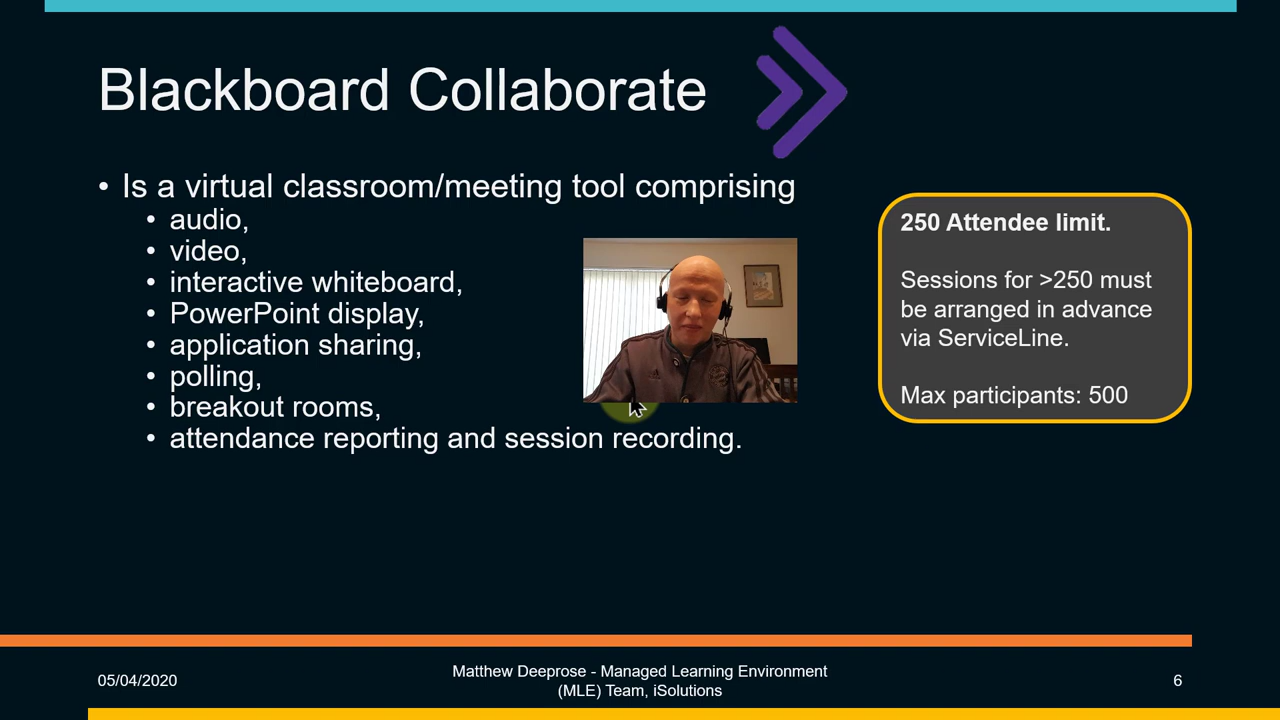 Blackboard Collaborate
• Is a virtual classroom/meeting tool comprising
• audio,
• video,
• interactive whiteboard,
• PowerPoint display,
• application sharing,
• polling,
• breakout rooms,
• attendance reporting and session recording.
250 Attendee limit.
Sessions for >250 must
be arranged in advance
via ServiceLine.
Max participants: 500
05/04/2020
Matthew Deeprose - Managed Learning Environment
(MLE) Team, iSolutions
6